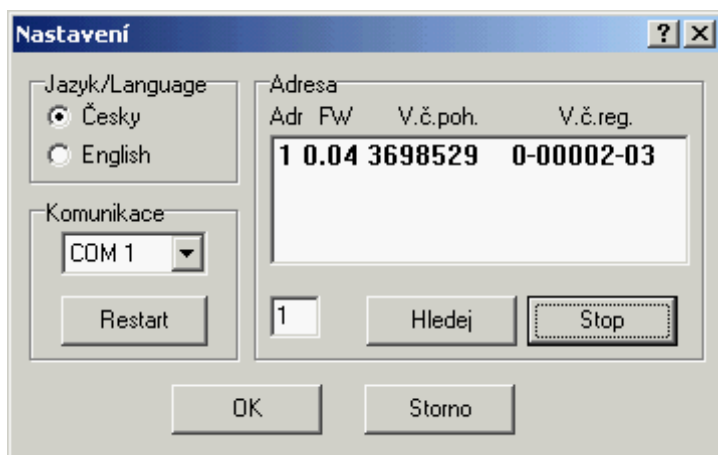 Nastavení
Jazyk/Language
Česky
English
Komunikace
COM 1
Restart
Adresa
Adr FW V.č.poh. V.č.reg.
1 0.04 3698529 0-00002-03
1 Hledej Stop
OK Storno